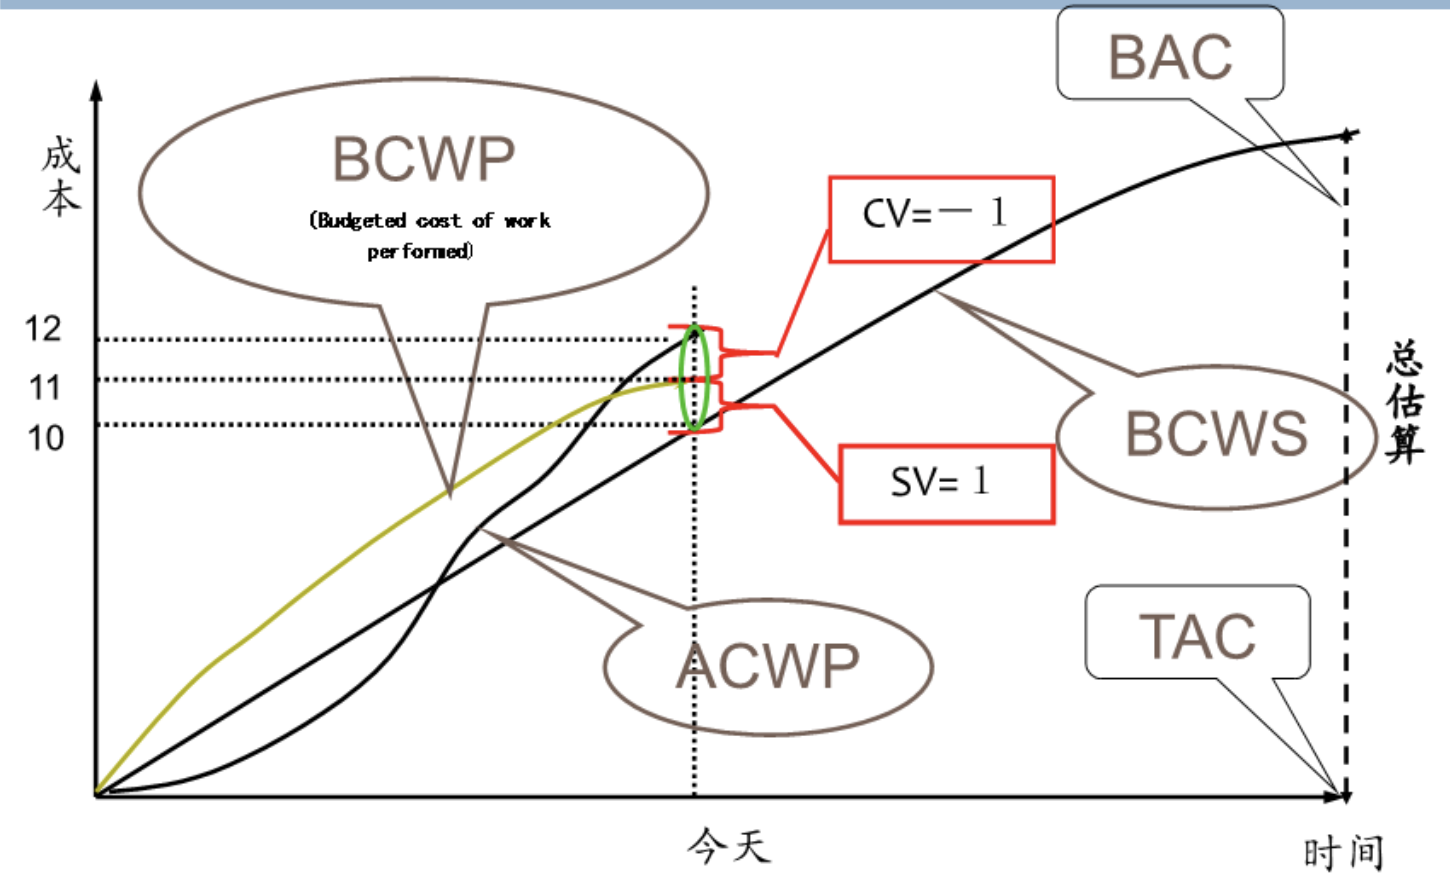 BAC
成
本
BCWP
(Budgeted cost of work
performed)
CV=－1
12
11
10
总
估
算
BCWS
SV=1
TAC
ACWP
今天
时间